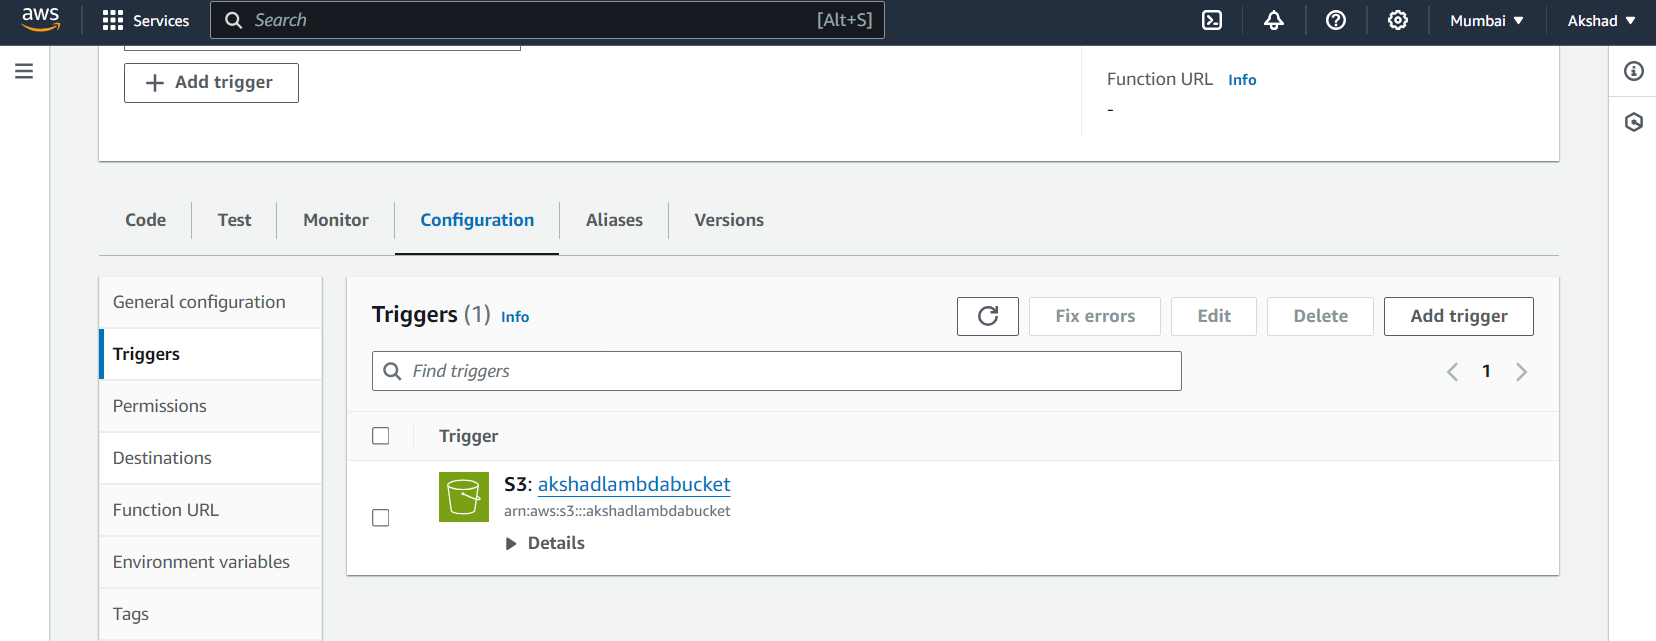 aws Services Search [Alt+S] Mumbai Akshad
Add trigger
Function URL Info
-
Code Test Monitor Configuration Aliases Versions
General configuration
Triggers
Permissions
Destinations
Function URL
Environment variables
Tags
Triggers (1) Info Fix errors Edit Delete Add trigger
Find triggers 1
Trigger
S3: akshadlambdabucket
arn:aws:s3:::akshadlambdabucket
Details